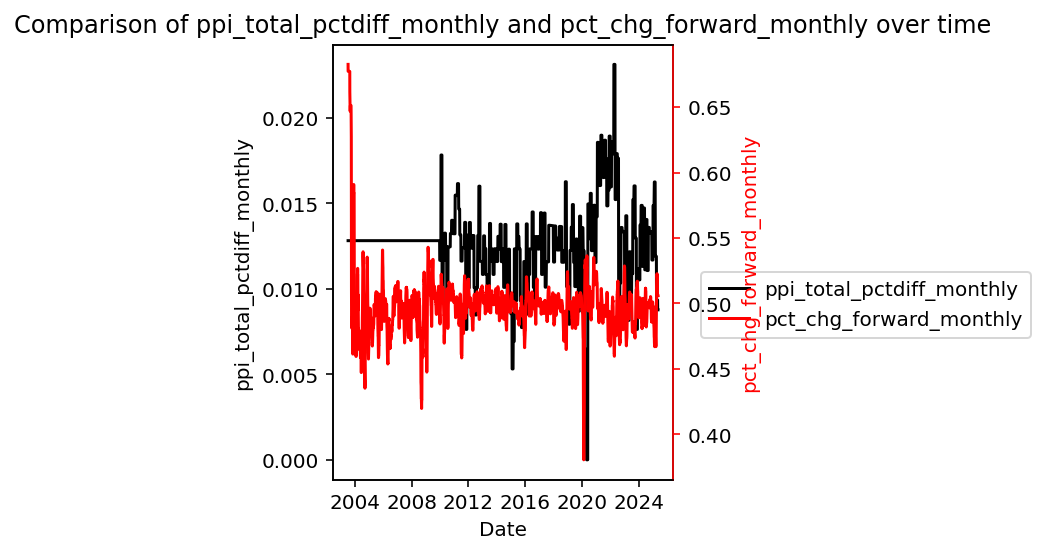 Comparison of ppi_total_pctdiff_monthly and pct_chg_forward_monthly over time
ppi_total_pctdiff_monthly
0.020
0.015
0.010
0.005
0.000
0.65
0.60
0.55
0.50
0.45
0.40
pct_chg_forward_monthly
ppi_total_pctdiff_monthly
pct_chg_forward_monthly
2004 2008 2012 2016 2020 2024
Date